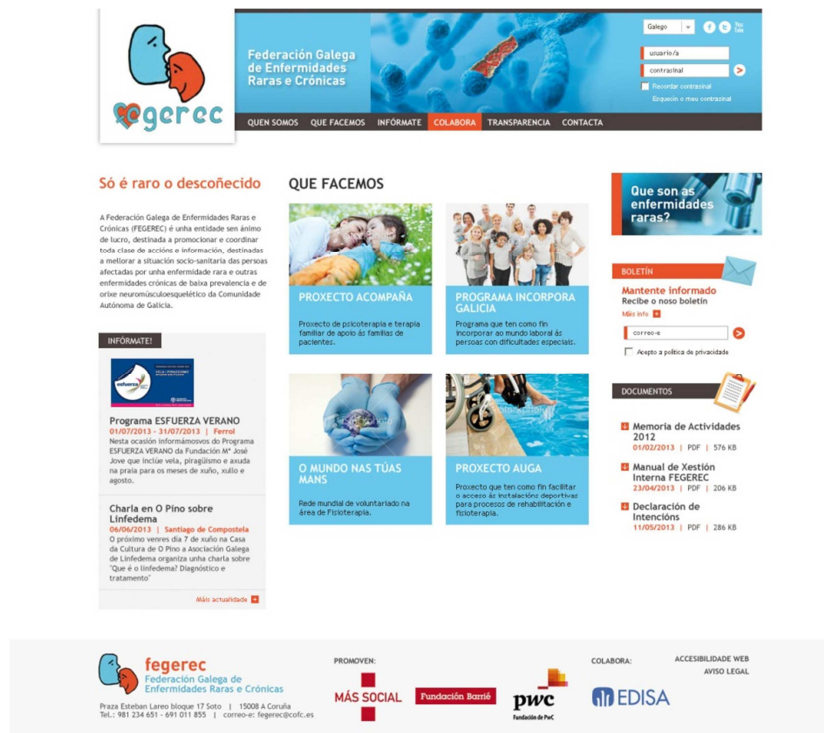 fegerec
Federación Galega
de Enfermidades
Raras e Crónicas
Galego
You
Tube
usuario/a
contrasinal
Recordar contrasinal
Esquecín o meu contrasinal
QUEN SOMOS QUE FACEMOS INFÓRMATE COLABORA TRANSPARENCIA CONTACTA
Só é raro o descoñecido
A Federación Galega de Enfermidades Raras e
Crónicas (FEGEREC) é unha entidade sen ánimo
de lucro, destinada a promocionar e coordinar
toda clase de accións e información, destinadas
a mellorar a situación socio-sanitaria das persoas
afectadas por unha enfermidade rara e outras
enfermidades crónicas de baixa prevalencia e de
orixe neuromúsculoesquelético da Comunidade
Autónoma de Galicia.
INFÓRMATE!
esfuerza
Programa ESFUERZA VERANO
01/07/2013 - 31/07/2013 | Ferrol
Nesta ocasión informámosvos do Programa
ESFUERZA VERANO da Fundación Mª José
Jove que inclúe vela, piragüismo e axuda
na praia para os meses de xuño, xullo e
agosto.
Charla en O Pino sobre
Linfedema
06/06/2013 | Santiago de Compostela
O próximo venres día 7 de xuño na Casa
da Cultura de O Pino a Asociación Galega
de Linfedema organiza unha charla sobre
"Que é o linfedema? Diagnóstico e
tratamento"
Máis actualidade
QUE FACEMOS
PROXECTO ACOMPAÑA
Proxecto de psicoterapia e terapia
familiar de apoio ás familias de
pacientes.
PROGRAMA INCORPORA
GALICIA
Programa que ten como fin
incorporar ao mundo laboral ás
persoas con dificultades especiais.
O MUNDO NAS TÚAS
MANS
Rede mundial de voluntariado na
área de Fisioterapia.
PROXECTO AUGA
Proxecto que ten como fin facilitar
o acceso ás instalacións deportivas
para procesos de rehabilitación e
fisioterapia.
Que son as
enfermidades
raras?
BOLETÍN
Mantente informado
Recibe o noso boletín
Máis info
correo-e
Acepto a política de privacidade
DOCUMENTOS
Memoria de Actividades
2012
01/02/2013 | PDF | 576 KB
Manual de Xestión
Interna FEGEREC
23/04/2013 | PDF | 206 KB
Declaración de
Intencións
11/05/2013 | PDF | 286 KB
fegerec
Federación Galega de
Enfermidades Raras e Crónicas
Praza Esteban Lareo bloque 17 Soto | 15008 A Coruña
Tel.: 981 234 651 - 691 011 855 | correo-e: fegerec@cofc.es
PROMOVEN:
MÁS SOCIAL
Fundación Barrié
pwc
Fundación de PwC
COLABORA:
EDISA
ACCESIBILIDADE WEB
AVISO LEGAL